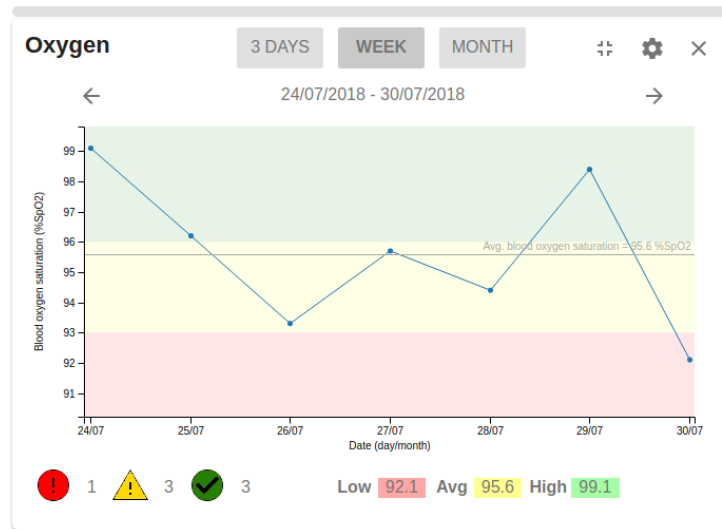 Oxygen
3 DAYS WEEK MONTH
24/07/2018 - 30/07/2018
Blood oxygen saturation (%SpO2)
99
98
97
96
95
94
93
92
91
Avg. blood oxygen saturation = 95.6 %SpO2
24/07 25/07 26/07 27/07 28/07 29/07 30/07
Date (day/month)
! 1 ! 3 3 Low 92.1 Avg 95.6 High 99.1